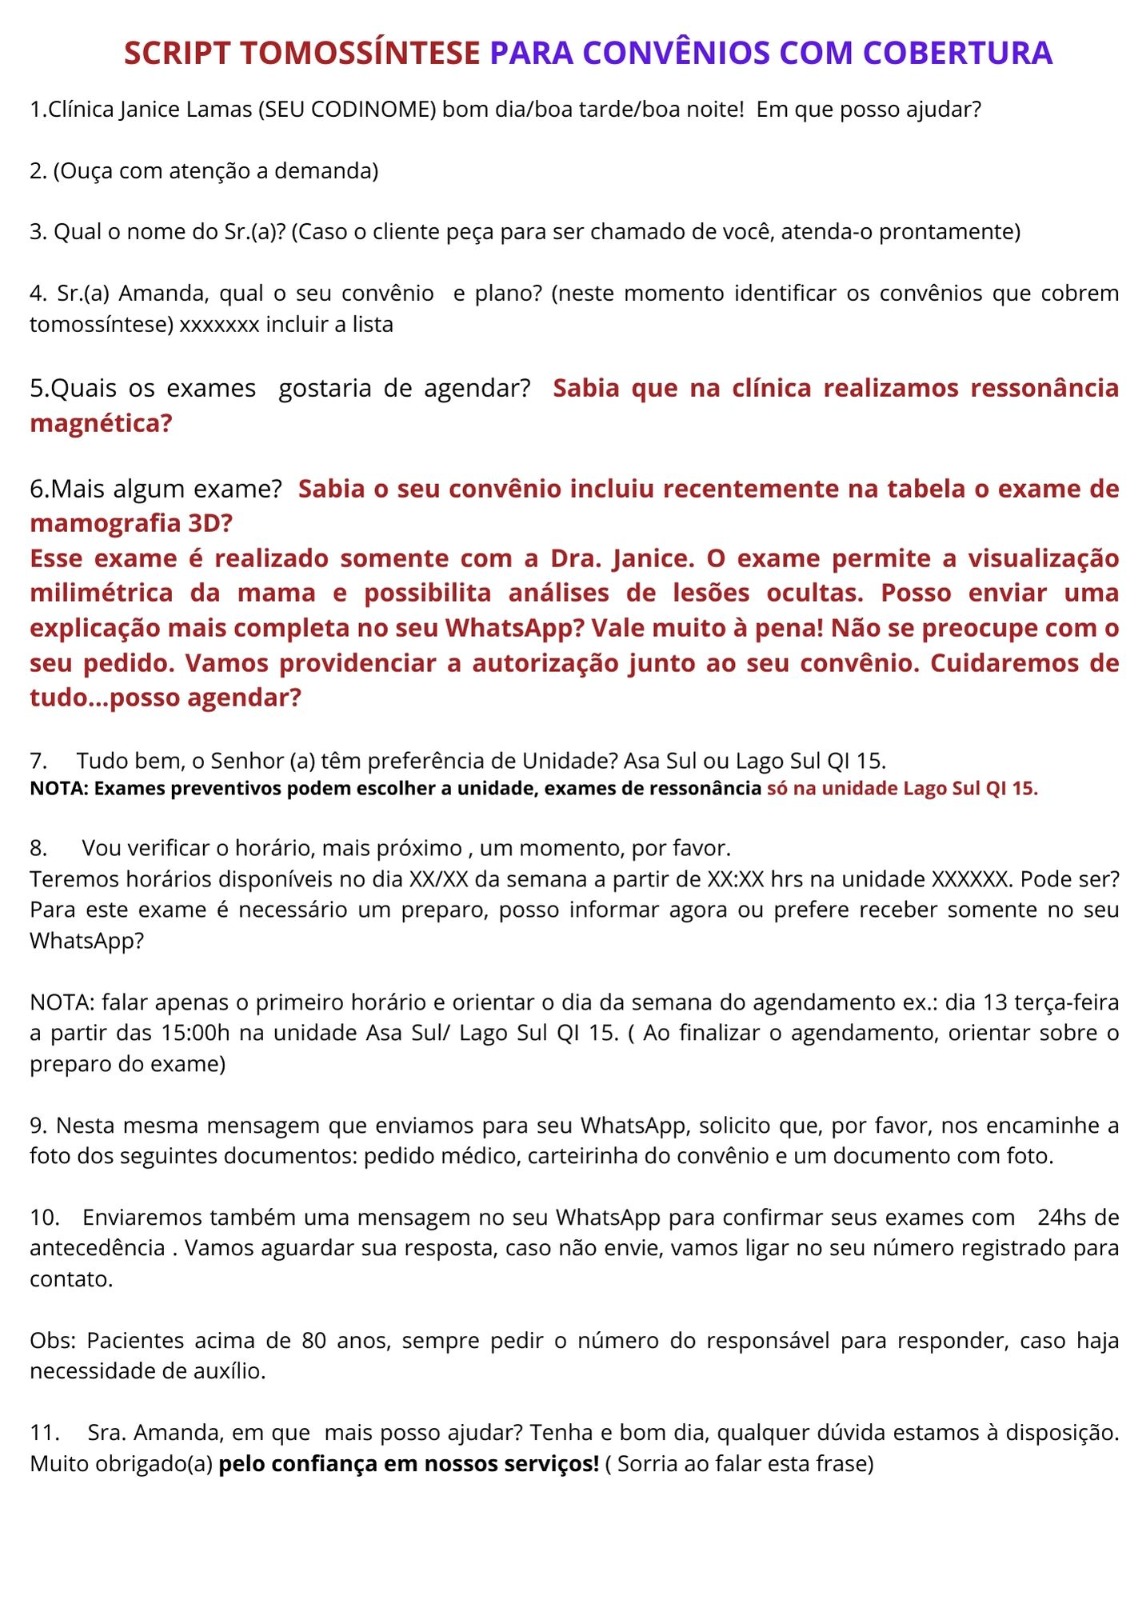 SCRIPT TOMOSSÍNTESE PARA CONVÊNIOS COM COBERTURA
1.Clínica Janice Lamas (SEU CODINOME) bom dia/boa tarde/boa noite! Em que posso ajudar?
2. (Ouça com atenção a demanda)
3. Qual o nome do Sr.(a)? (Caso o cliente peça para ser chamado de você, atenda-o prontamente)
4. Sr.(a) Amanda, qual o seu convênio e plano? (neste momento identificar os convênios que cobrem
tomossíntese) xxxxxxx incluir a lista
5.Quais os exames gostaria de agendar? Sabia que na clínica realizamos ressonância
magnética?
6.Mais algum exame? Sabia o seu convênio incluiu recentemente na tabela o exame de
mamografia 3D?
Esse exame é realizado somente com a Dra. Janice. O exame permite a visualização
milimétrica da mama e possibilita análises de lesões ocultas. Posso enviar uma
explicação mais completa no seu WhatsApp? Vale muito à pena! Não se preocupe com o
seu pedido. Vamos providenciar a autorização junto ao seu convênio. Cuidaremos de
tudo...posso agendar?
7. Tudo bem, o Senhor (a) têm preferência de Unidade? Asa Sul ou Lago Sul QI 15.
NOTA: Exames preventivos podem escolher a unidade, exames de ressonância só na unidade Lago Sul QI 15.
8. Vou verificar o horário, mais próximo , um momento, por favor.
Teremos horários disponíveis no dia XX/XX da semana a partir de XX:XX hrs na unidade XXXXXX. Pode ser?
Para este exame é necessário um preparo, posso informar agora ou prefere receber somente no seu
WhatsApp?
NOTA: falar apenas o primeiro horário e orientar o dia da semana do agendamento ex.: dia 13 terça-feira
a partir das 15:00h na unidade Asa Sul/ Lago Sul QI 15. ( Ao finalizar o agendamento, orientar sobre o
preparo do exame)
9. Nesta mesma mensagem que enviamos para seu WhatsApp, solicito que, por favor, nos encaminhe a
foto dos seguintes documentos: pedido médico, carteirinha do convênio e um documento com foto.
10. Enviaremos também uma mensagem no seu WhatsApp para confirmar seus exames com 24hs de
antecedência . Vamos aguardar sua resposta, caso não envie, vamos ligar no seu número registrado para
contato.
Obs: Pacientes acima de 80 anos, sempre pedir o número do responsável para responder, caso haja
necessidade de auxílio.
11. Sra. Amanda, em que mais posso ajudar? Tenha e bom dia, qualquer dúvida estamos à disposição.
Muito obrigado(a) pelo confiança em nossos serviços! ( Sorria ao falar esta frase)